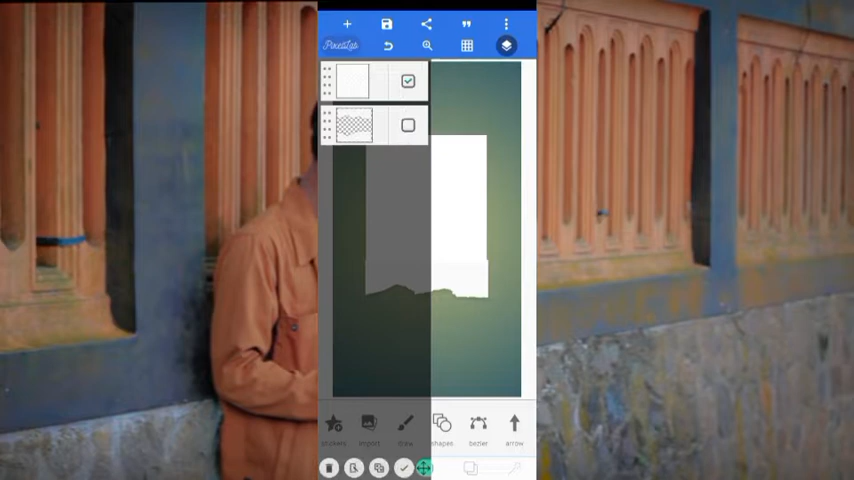 PixelLab
stickers
import
draw
shapes
bezier
arrow